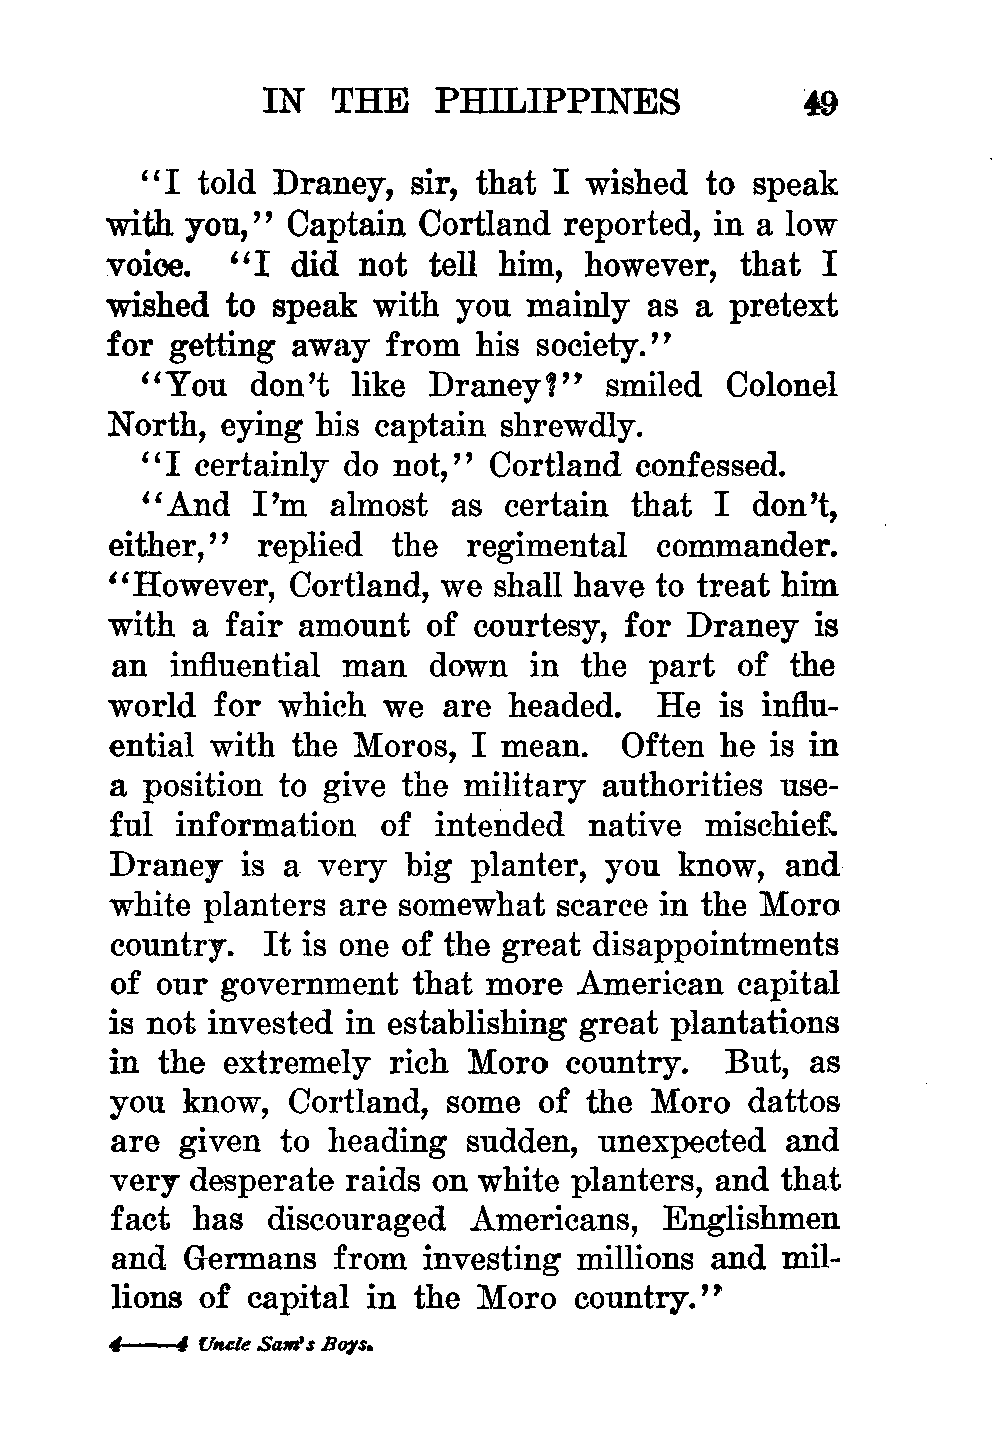 IN THE PHILIPPINES 49
“I told Draney, sir, that I wished to speak
with you,” Captain Cortland reported, in a low
voice. “I did not tell him, however, that I
wished to speak with you mainly as a pretext
for getting away from his society.”
“You don’t like Draney?” smiled Colonel
North, eying his captain shrewdly.
“I certainly do not,” Cortland confessed.
“And I’m almost as certain that I don’t,
either,” replied the regimental commander.
“However, Cortland, we shall have to treat him
with a fair amount of courtesy, for Draney is
an influential man down in the part of the
world for which we are headed. He is influ-
ential with the Moros, I mean. Often he is in
a position to give the military authorities use-
ful information of intended native mischief.
Draney is a very big planter, you know, and
white planters are somewhat scarce in the Moro
country. It is one of the great disappointments
of our government that more American capital
is not invested in establishing great plantations
in the extremely rich Moro country. But, as
you know, Cortland, some of the Moro dattos
are given to heading sudden, unexpected and
very desperate raids on white planters, and that
fact has discouraged Americans, Englishmen
and Germans from investing millions and mil-
lions of capital in the Moro country.”
4——4 Uncle Sam’s Boys.